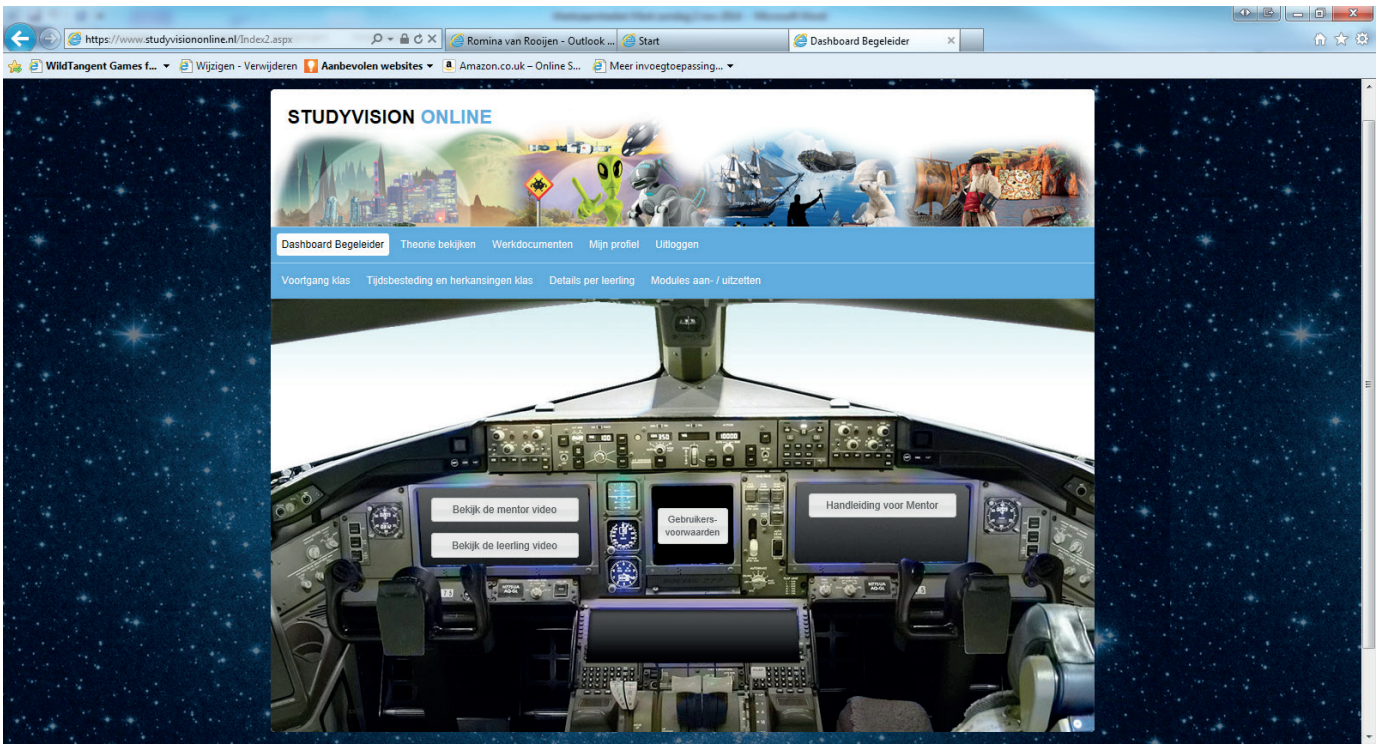 https://www.studyvisiononline.nl/Index2.aspx
Romina van Rooijen - Outlook ...
Start
Dashboard Begeleider
WildTangent Games f...
Wijzigen - Verwijderen
Aanbevolen websites
Amazon.co.uk – Online S...
Meer invoegtoepassing...
STUDYVISION ONLINE
Dashboard Begeleider Theorie bekijken Werkdocumenten Mijn profiel Uitloggen
Voortgang klas Tijdsbesteding en herkansingen klas Details per leerling Modules aan- / uitzetten
Bekijk de mentor video
Bekijk de leerling video
Gebruikers-
voorwaarden
Handleiding voor Mentor